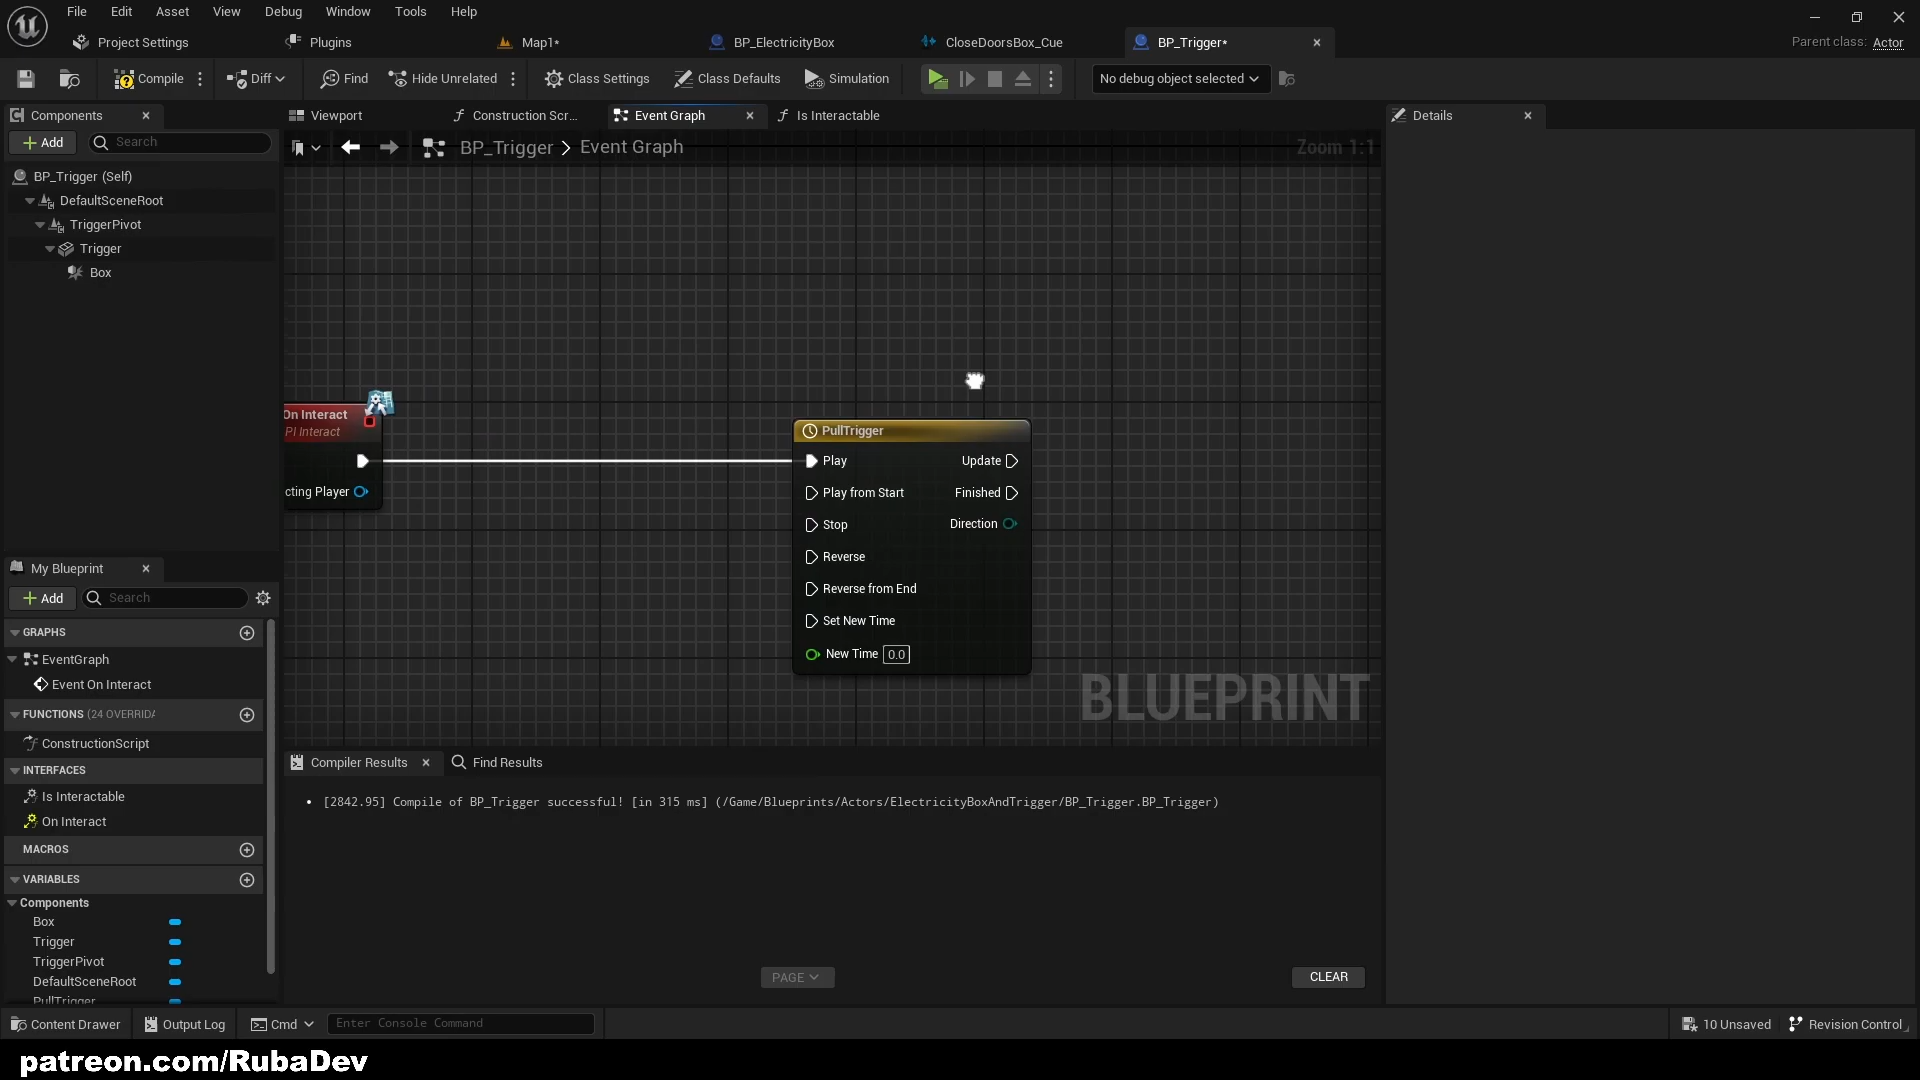 File Edit Asset View Debug Window Tools Help
Project Settings Plugins Map1* BP_ElectricityBox CloseDoorsBox_Cue BP_Trigger* Parent class: Actor
Compile Diff Find Hide Unrelated Class Settings Class Defaults Simulation No debug object selected
Components
Add Search
BP_Trigger (Self)
DefaultSceneRoot
TriggerPivot
Trigger
Box
Viewport Construction Scr... Event Graph Is Interactable
BP_Trigger > Event Graph Zoom 1:1
On Interact
PI Interact
cting Player
PullTrigger
Play Update
Play from Start Finished
Stop Direction
Reverse
Reverse from End
Set New Time
New Time 0.0
BLUEPRINT
Details
My Blueprint
Add Search
GRAPHS
EventGraph
Event On Interact
FUNCTIONS (24 OVERRIDA
ConstructionScript
INTERFACES
Is Interactable
On Interact
MACROS
VARIABLES
Components
Box
Trigger
TriggerPivot
DefaultSceneRoot
PullTrigger
Compiler Results Find Results
[2842.95] Compile of BP_Trigger successful! [in 315 ms] (/Game/Blueprints/Actors/ElectricityBoxAndTrigger/BP_Trigger.BP_Trigger)
PAGE CLEAR
Content Drawer Output Log Cmd Enter Console Command 10 Unsaved Revision Control
patreon.com/RubaDev